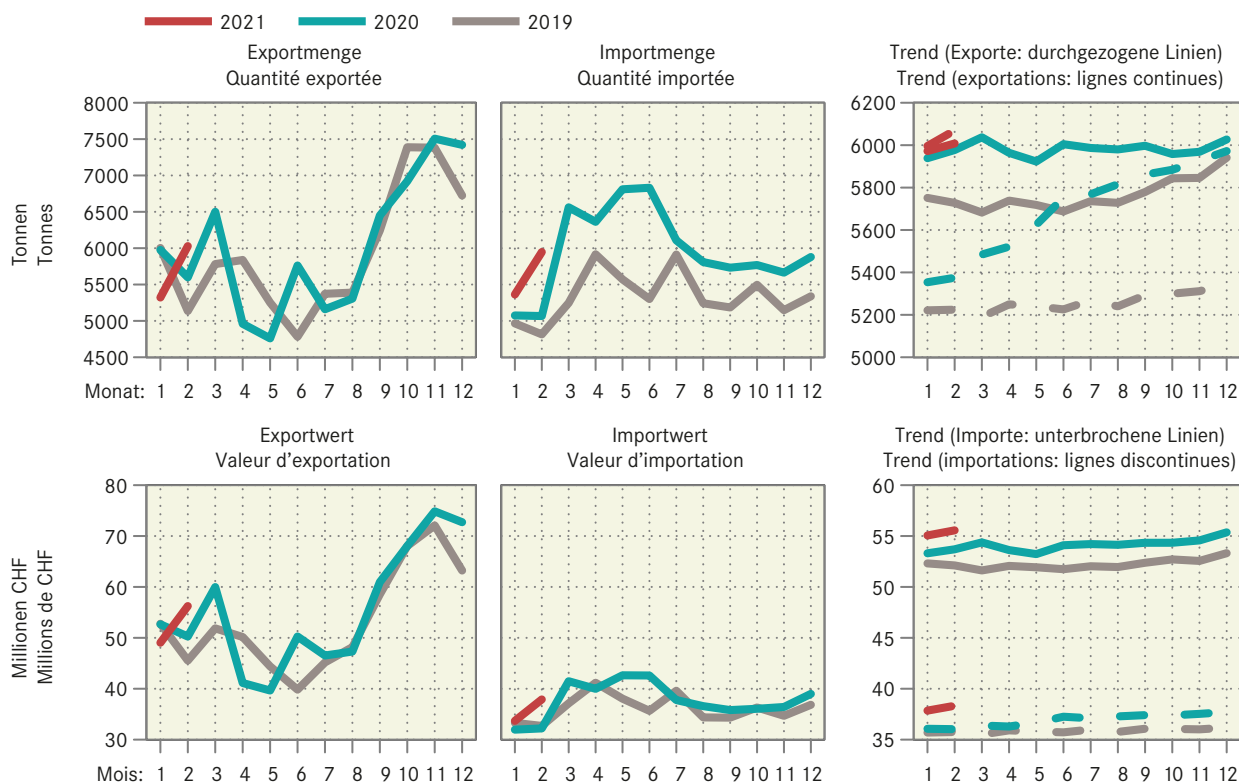 2021 2020 2019
Exportmenge
Quantité exportée
Importmenge
Quantité importée
Trend (Exporte: durchgezogene Linien)
Trend (exportations: lignes continues)
Tonnen
Tonnes
8000
7500
7000
6500
6000
5500
5000
4500
6200
6000
5800
5600
5400
5200
5000
Monat: 1 2 3 4 5 6 7 8 9 10 11 12
1 2 3 4 5 6 7 8 9 10 11 12
1 2 3 4 5 6 7 8 9 10 11 12
Exportwert
Valeur d'exportation
Importwert
Valeur d'importation
Trend (Importe: unterbrochene Linien)
Trend (importations: lignes discontinues)
Millionen CHF
Millions de CHF
80
70
60
50
40
30
60
55
50
45
40
35
Mois: 1 2 3 4 5 6 7 8 9 10 11 12
1 2 3 4 5 6 7 8 9 10 11 12
1 2 3 4 5 6 7 8 9 10 11 12